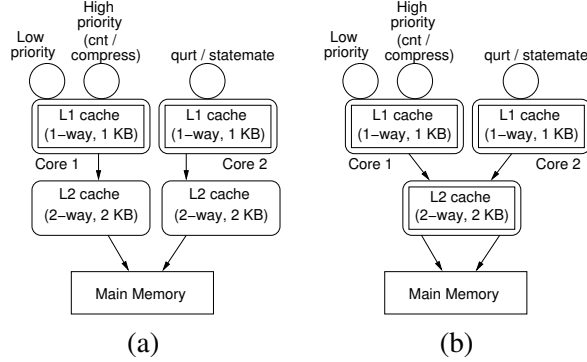 High
priority
(cnt /
compress)
Low
priority
qurt / statemate
L1 cache
(1−way, 1 KB)
L1 cache
(1−way, 1 KB)
Core 1
Core 2
L2 cache
(2−way, 2 KB)
L2 cache
(2−way, 2 KB)
Main Memory
(a)
High
priority
(cnt /
compress)
Low
priority
qurt / statemate
L1 cache
(1−way, 1 KB)
L1 cache
(1−way, 1 KB)
Core 1
Core 2
L2 cache
(2−way, 2 KB)
Main Memory
(b)